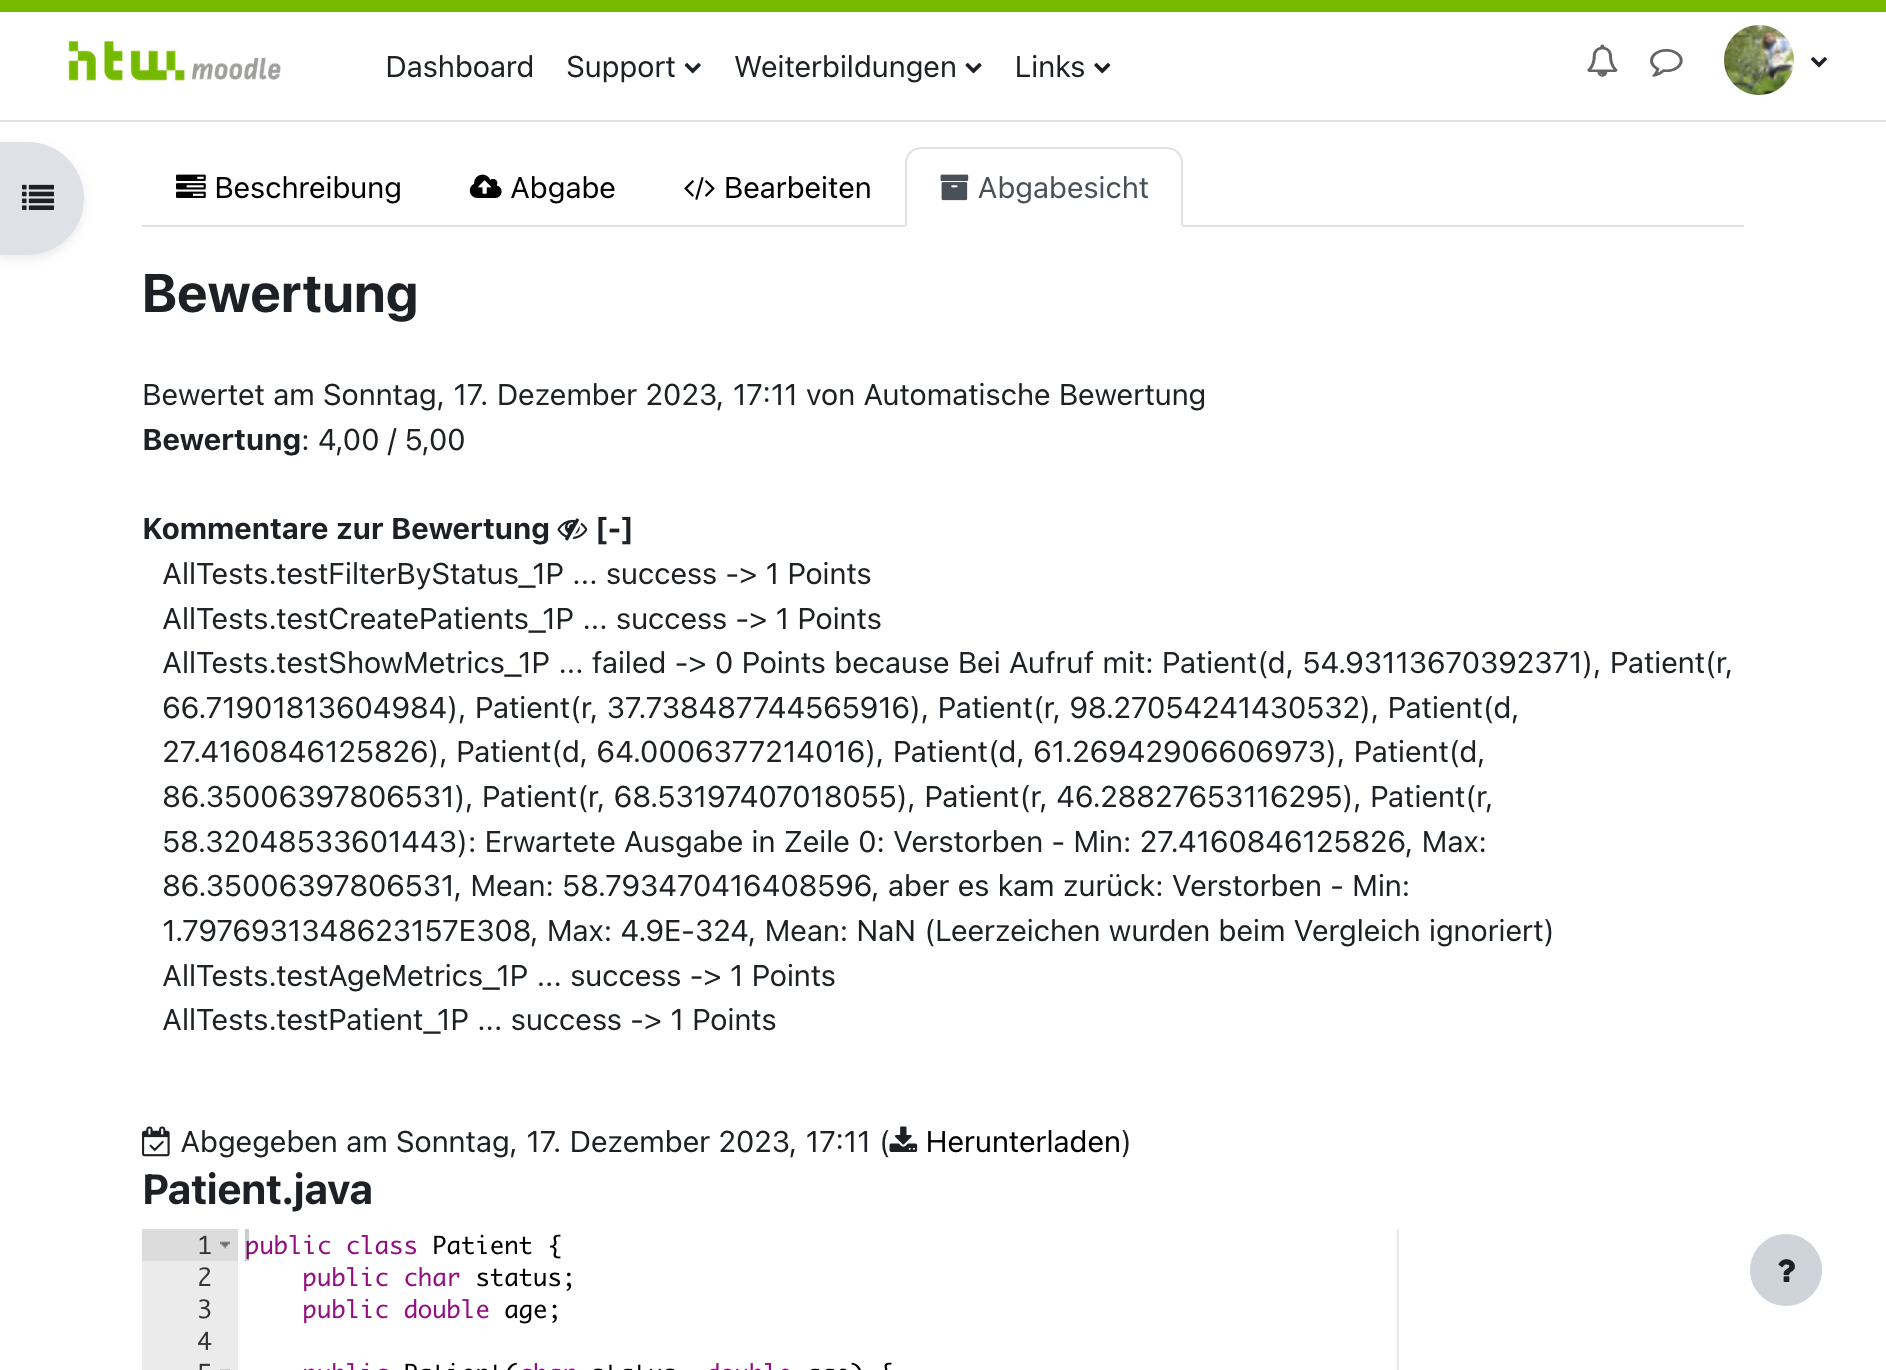 htw. moodle Dashboard Support Weiterbildungen Links
Beschreibung Abgabe </> Bearbeiten Abgabesicht
Bewertung
Bewertet am Sonntag, 17. Dezember 2023, 17:11 von Automatische Bewertung
Bewertung: 4,00 / 5,00
Kommentare zur Bewertung [-]
AllTests.testFilterByStatus_1P ... success -> 1 Points
AllTests.testCreatePatients_1P ... success -> 1 Points
AllTests.testShowMetrics_1P ... failed -> 0 Points because Bei Aufruf mit: Patient(d, 54.93113670392371), Patient(r,
66.71901813604984), Patient(r, 37.738487744565916), Patient(r, 98.27054241430532), Patient(d,
27.4160846125826), Patient(d, 64.0006377214016), Patient(d, 61.26942906606973), Patient(d,
86.35006397806531), Patient(r, 68.53197407018055), Patient(r, 46.28827653116295), Patient(r,
58.32048533601443): Erwartete Ausgabe in Zeile 0: Verstorben - Min: 27.4160846125826, Max:
86.35006397806531, Mean: 58.793470416408596, aber es kam zurück: Verstorben - Min:
1.7976931348623157E308, Max: 4.9E-324, Mean: NaN (Leerzeichen wurden beim Vergleich ignoriert)
AllTests.testAgeMetrics_1P ... success -> 1 Points
AllTests.testPatient_1P ... success -> 1 Points
Abgegeben am Sonntag, 17. Dezember 2023, 17:11 (Herunterladen)
Patient.java
1 public class Patient {
2 public char status;
3 public double age;
4
5 public Patient(char status, double age) {
?